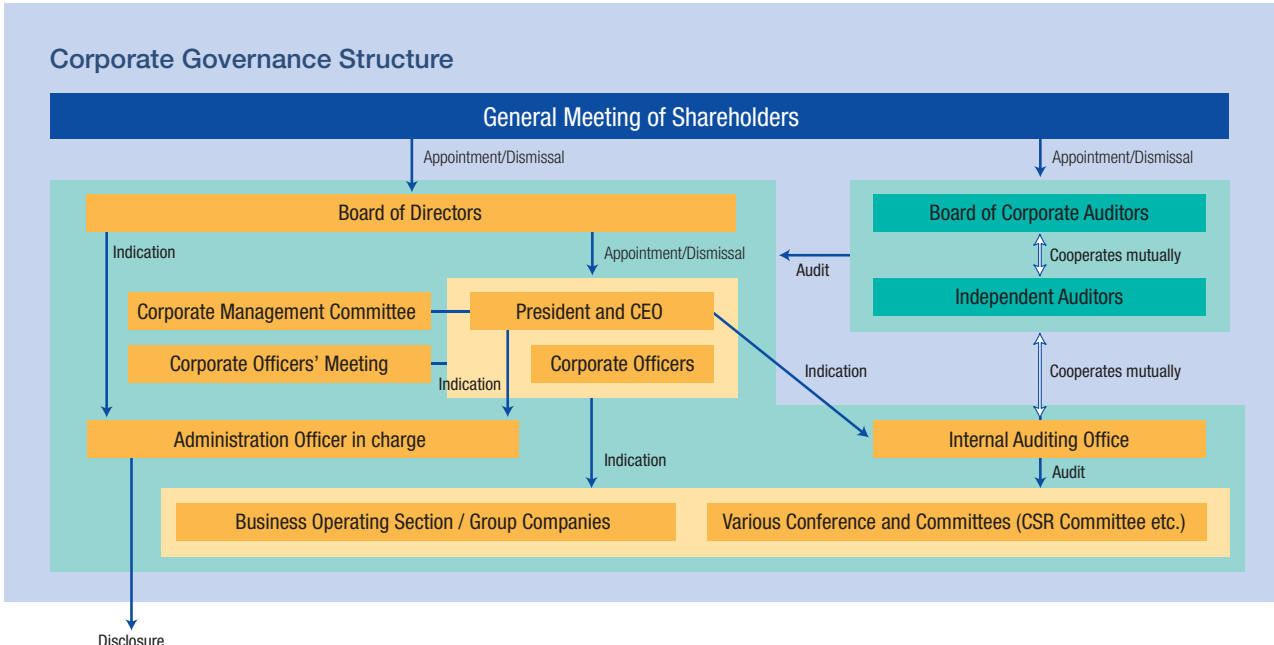 Corporate Governance Structure
General Meeting of Shareholders
Appointment/Dismissal
Appointment/Dismissal
Board of Directors
Board of Corporate Auditors
Indication
Appointment/Dismissal
Audit
Cooperates mutually
Independent Auditors
Corporate Management Committee
President and CEO
Corporate Officers' Meeting
Corporate Officers
Indication
Indication
Cooperates mutually
Administration Officer in charge
Internal Auditing Office
Indication
Audit
Business Operating Section / Group Companies
Various Conference and Committees (CSR Committee etc.)
Disclosure